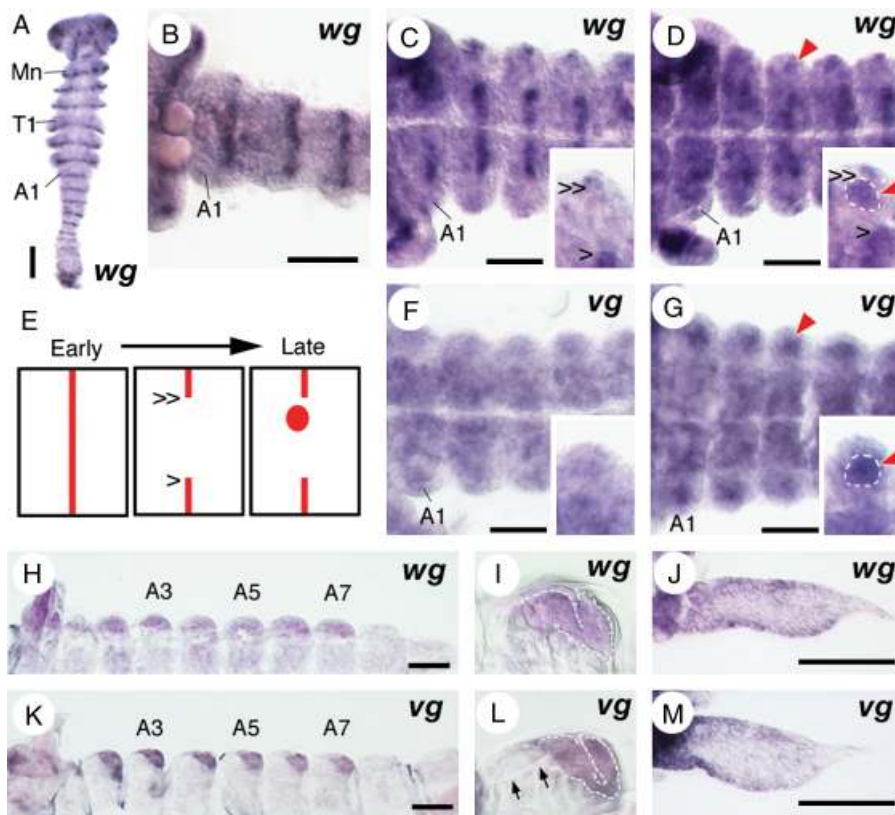 A
Mn
T1
A1
wg
B
wg
A1
C
wg
>>
>
A1
D
wg
>>
>
A1
E
Early
Late
>>
>
F
vg
A1
G
vg
A1
H
wg
A3 A5 A7
I
wg
J
wg
K
vg
A3 A5 A7
L
vg
M
vg